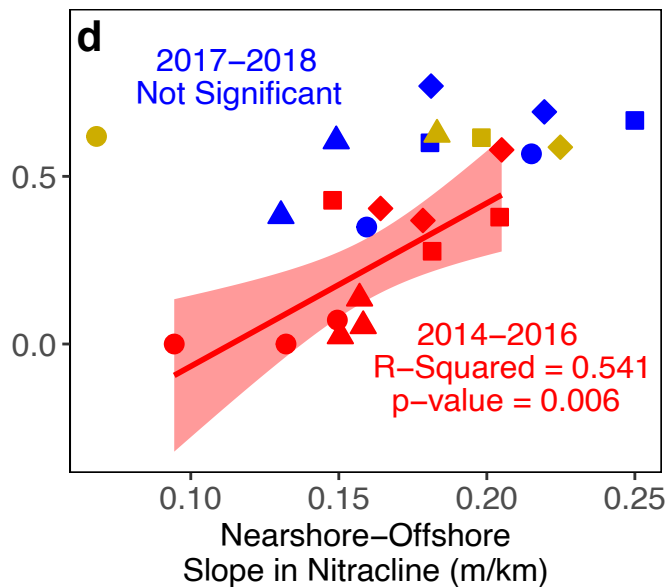 d
2017−2018
Not Significant
0.5
0.0
2014−2016
R−Squared = 0.541
p−value = 0.006
0.10 0.15 0.20 0.25
Nearshore−Offshore
Slope in Nitracline (m/km)